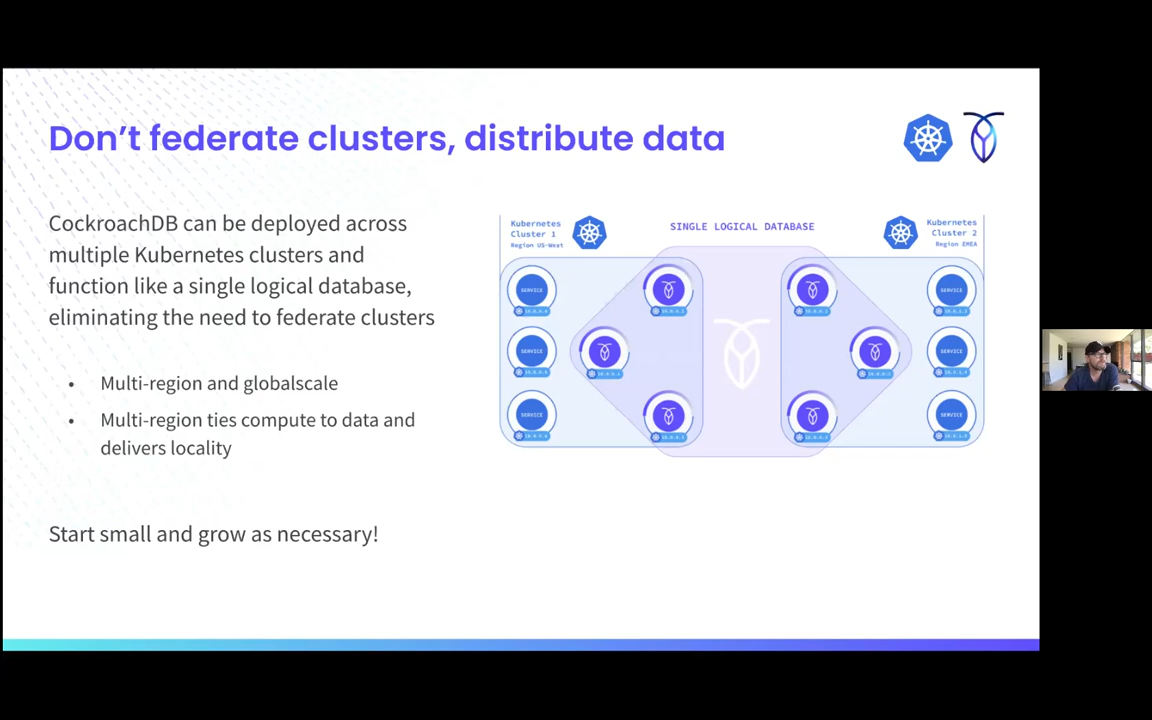 Don’t federate clusters, distribute data
CockroachDB can be deployed across
multiple Kubernetes clusters and
function like a single logical database,
eliminating the need to federate clusters
• Multi-region and globalscale
• Multi-region ties compute to data and
delivers locality
Start small and grow as necessary!
Kubernetes
Cluster 1
Region US-West
SINGLE LOGICAL DATABASE
Kubernetes
Cluster 2
Region EMEA
SERVICE
SERVICE
SERVICE
SERVICE
SERVICE
SERVICE